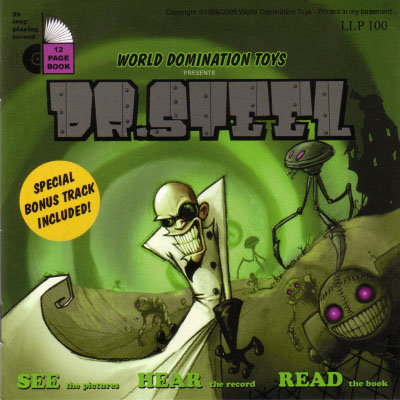 33
long
playing
record
12
PAGE
BOOK
Copyright ©1999/2005 World Domination Toys - Printed at my basement
LLP 100
WORLD DOMINATION TOYS
PRESENTS
DR. STEEL
SPECIAL
BONUS TRACK
INCLUDED!
SEE the pictures HEAR the record READ the book